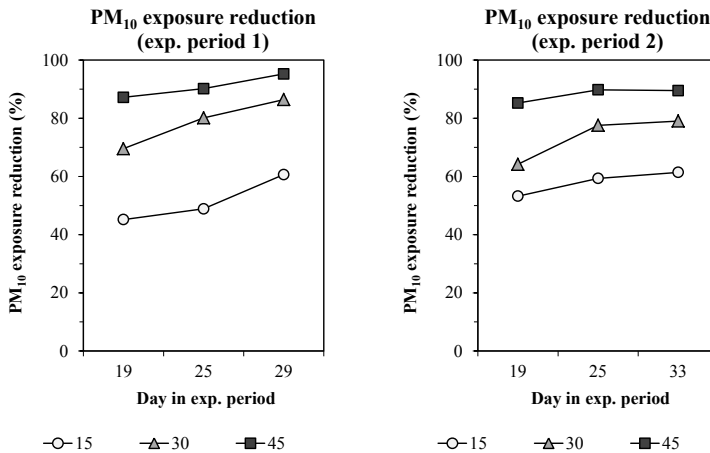 PM₁₀ exposure reduction
(exp. period 1)
PM₁₀ exposure reduction (%)
100
80
60
40
20
0
19 25 29
Day in exp. period
15 30 45
PM₁₀ exposure reduction
(exp. period 2)
PM₁₀ exposure reduction (%)
100
80
60
40
20
0
19 25 33
Day in exp. period
15 30 45